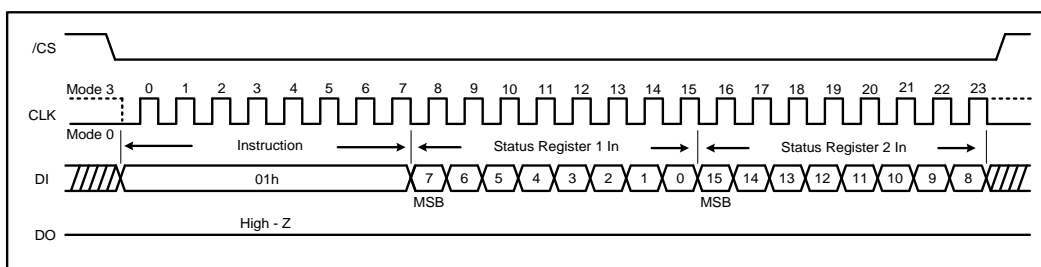 /CS
Mode 3 0 1 2 3 4 5 6 7 8 9 10 11 12 13 14 15 16 17 18 19 20 21 22 23
CLK
Mode 0
Instruction Status Register 1 In Status Register 2 In
DI 01h 7 6 5 4 3 2 1 0 15 14 13 12 11 10 9 8
MSB MSB
High - Z
DO